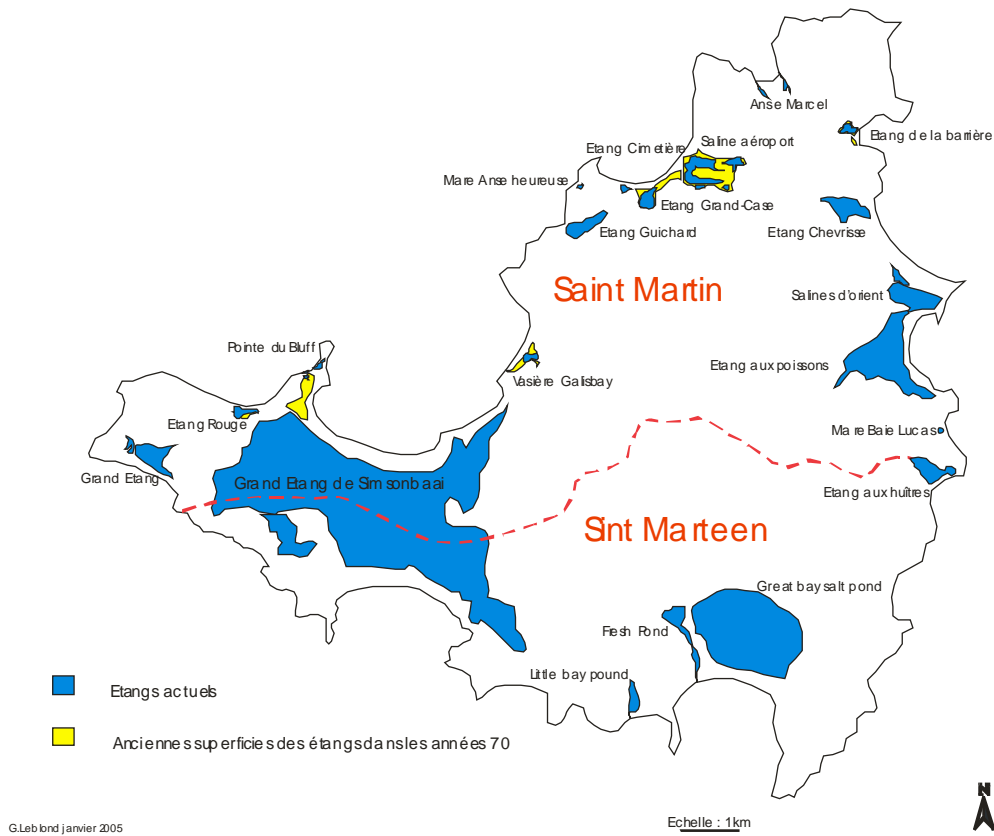 Anse Marcel
Etang de la barrière
Saline aéroport
Etang Cimetière
Mare Anse heureuse
Etang Grand-Case
Etang Guichard
Etang Chevrisse
Saint Martin
Salines d'orient
Pointe du Bluff
Etang aux poissons
Vasière Galisbay
Etang Rouge
Mare Baie Lucas
Grand Etang
Grand Etang de Simsonbaai
Etang aux huîtres
Sint Marteen
Great bay salt pond
Fresh Pond
Little bay pound
Etangs actuels
Anciennes superficies des étangs dans les années 70
N
Echelle : 1km
G.Leblond janvier 2005